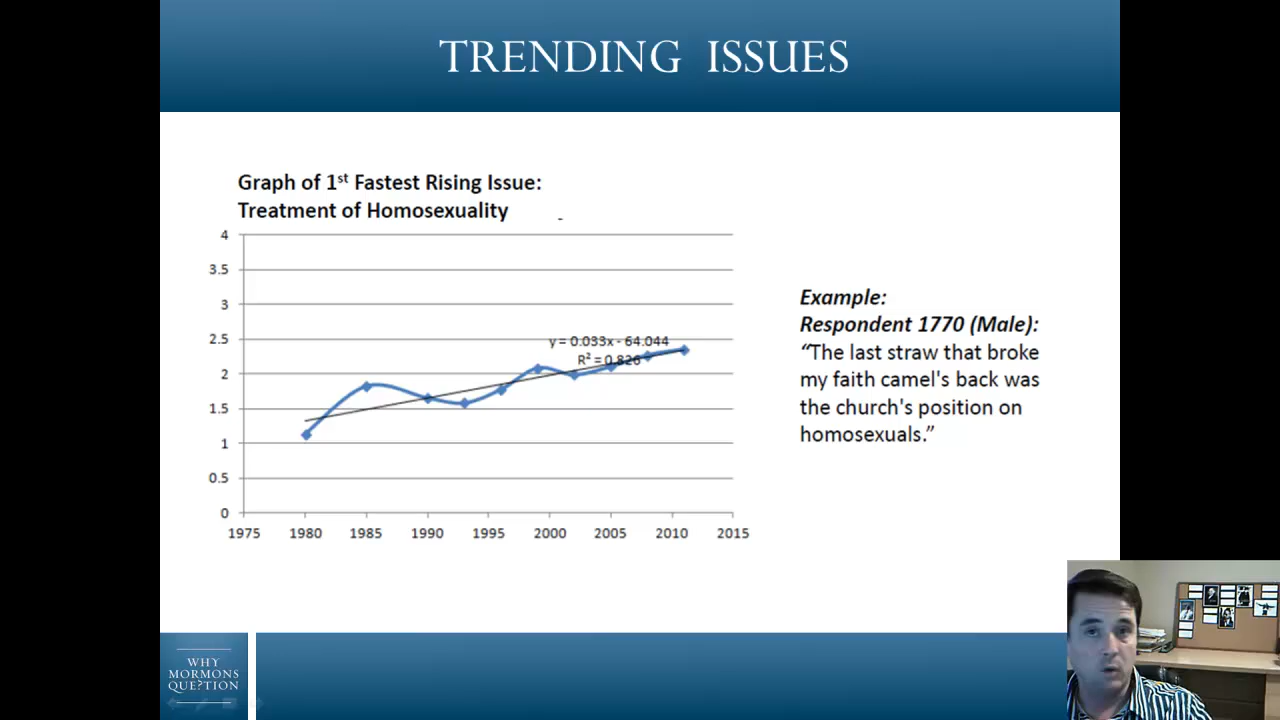 TRENDING ISSUES
Graph of 1st Fastest Rising Issue:
Treatment of Homosexuality
4
3.5
3
2.5
2
1.5
1
0.5
0
y = 0.033x - 64.044
R² = 0.826
1975 1980 1985 1990 1995 2000 2005 2010 2015
Example:
Respondent 1770 (Male):
“The last straw that broke
my faith camel's back was
the church's position on
homosexuals.”
WHY
MORMONS
QUE?TION